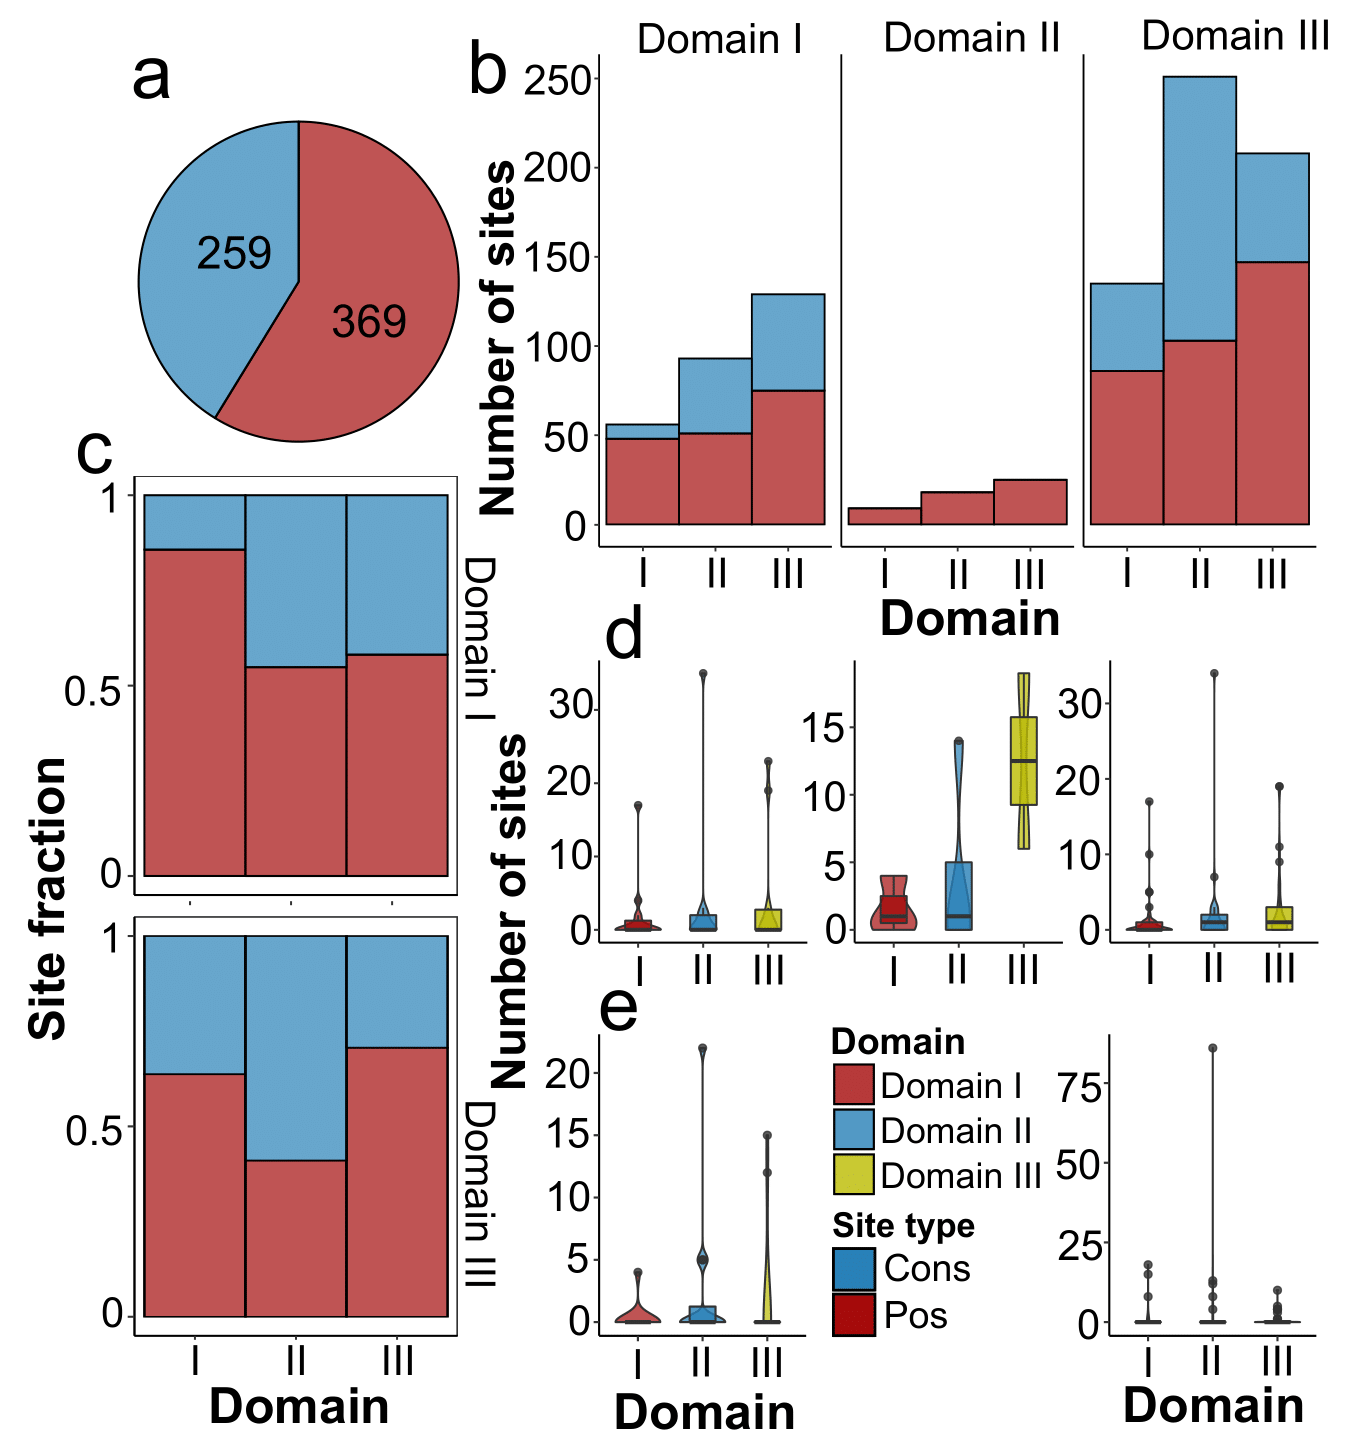 a
259
369
b
Domain I
Domain II
Domain III
Number of sites
250
200
150
100
50
0
I II III
I II III
I II III
Domain
c
Site fraction
1
0.5
0
Domain I
1
0.5
0
Domain III
I II III
Domain
d
Number of sites
30
20
10
0
I II III
15
10
5
0
I II III
30
20
10
0
I II III
e
20
15
10
5
0
I II III
Domain
Domain
Domain I
Domain II
Domain III
Site type
Cons
Pos
75
50
25
0
I II III
Domain